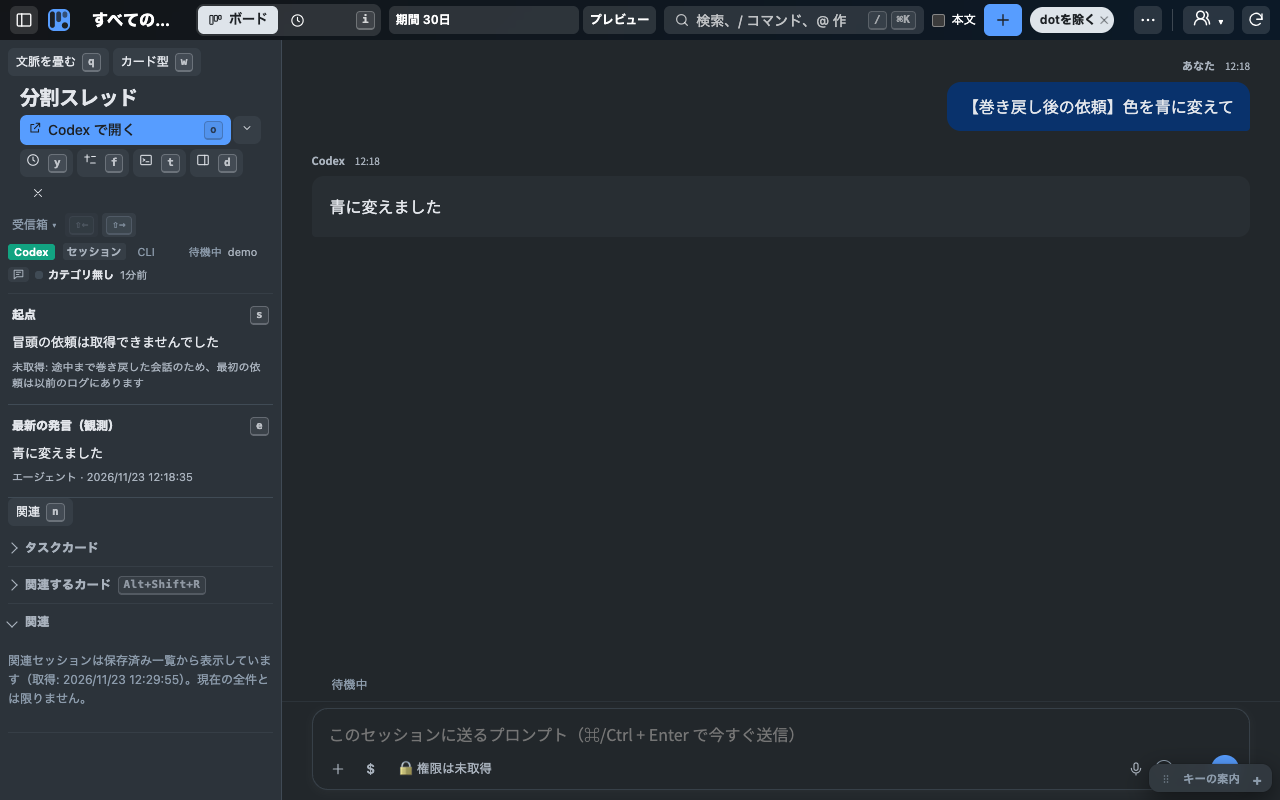 すべての...
ボード
i
期間 30日
プレビュー
検索、/ コマンド、@ 作
/
⌘K
本文
+
dotを除く ×
文脈を畳む q
カード型 w
分割スレッド
Codex で開く o
y
f
t
d
受信箱
Codex セッション CLI 待機中 demo
カテゴリ無し 1分前
起点 s
冒頭の依頼は取得できませんでした
未取得: 途中まで巻き戻した会話のため、最初の依
頼は以前のログにあります
最新の発言（観測） e
青に変えました
エージェント · 2026/11/23 12:18:35
関連 n
タスクカード
関連するカード Alt+Shift+R
関連
関連セッションは保存済み一覧から表示していま
す（取得: 2026/11/23 12:29:55）。現在の全件と
は限りません。
あなた 12:18
【巻き戻し後の依頼】色を青に変えて
Codex 12:18
青に変えました
待機中
このセッションに送るプロンプト（⌘/Ctrl + Enter で今すぐ送信）
+ $ 権限は未取得
キーの案内 +